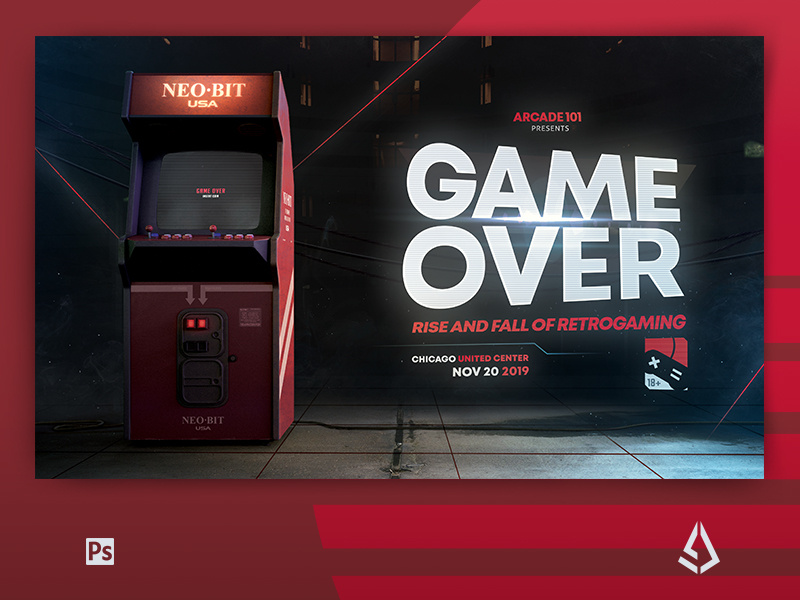 NEO•BIT
USA
GAME OVER
ARCADE 101
PRESENTS
GAME
OVER
RISE AND FALL OF RETROGAMING
CHICAGO UNITED CENTER
NOV 20 2019
18+
NEO•BIT
USA
Ps